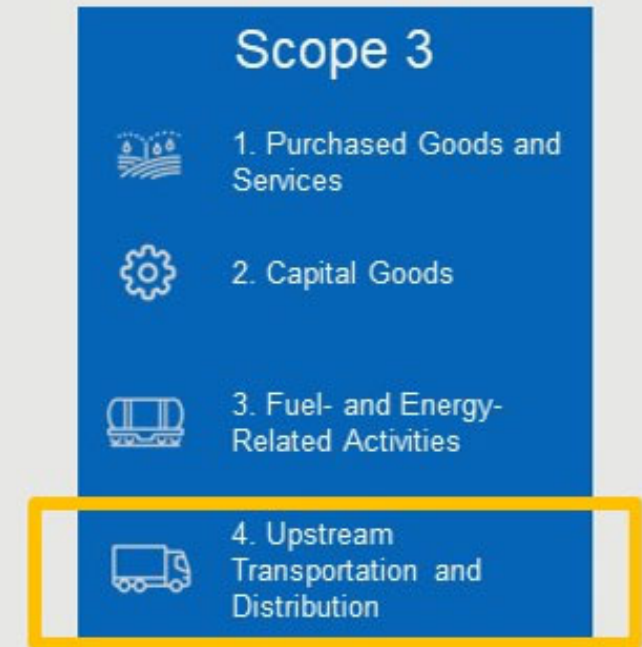 Scope 3
1. Purchased Goods and
Services
2. Capital Goods
3. Fuel- and Energy-
Related Activities
4. Upstream
Transportation and
Distribution